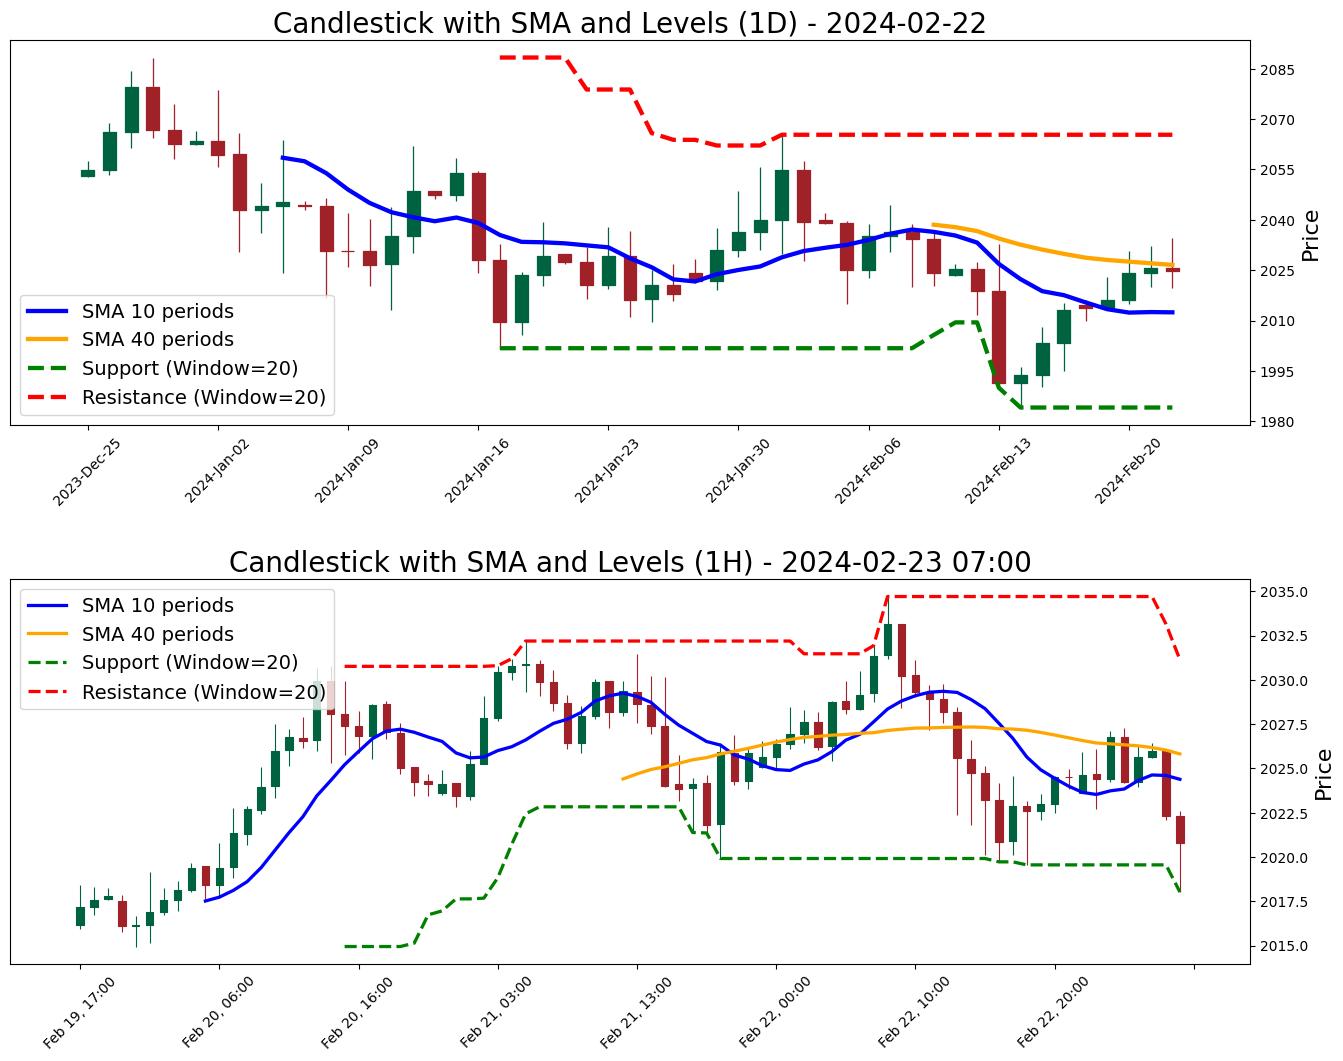 Candlestick with SMA and Levels (1D) - 2024-02-22
2085
2070
2055
2040
2025
2010
1995
1980
Price
SMA 10 periods
SMA 40 periods
Support (Window=20)
Resistance (Window=20)
2023-Dec-25
2024-Jan-02
2024-Jan-09
2024-Jan-16
2024-Jan-23
2024-Jan-30
2024-Feb-06
2024-Feb-13
2024-Feb-20
Candlestick with SMA and Levels (1H) - 2024-02-23 07:00
SMA 10 periods
SMA 40 periods
Support (Window=20)
Resistance (Window=20)
2035.0
2032.5
2030.0
2027.5
2025.0
2022.5
2020.0
2017.5
2015.0
Price
Feb 19, 17:00
Feb 20, 06:00
Feb 20, 16:00
Feb 21, 03:00
Feb 21, 13:00
Feb 22, 00:00
Feb 22, 10:00
Feb 22, 20:00